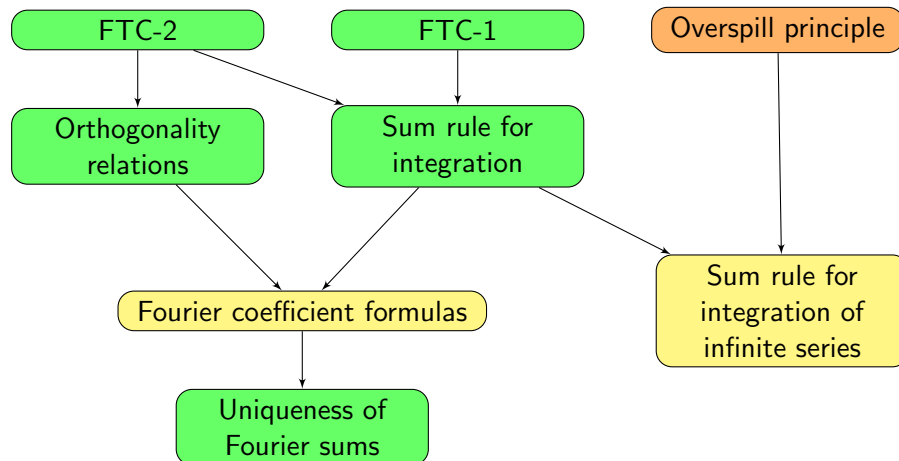 FTC-2
FTC-1
Overspill principle
Orthogonality
relations
Sum rule for
integration
Fourier coefficient formulas
Sum rule for
integration of
infinite series
Uniqueness of
Fourier sums